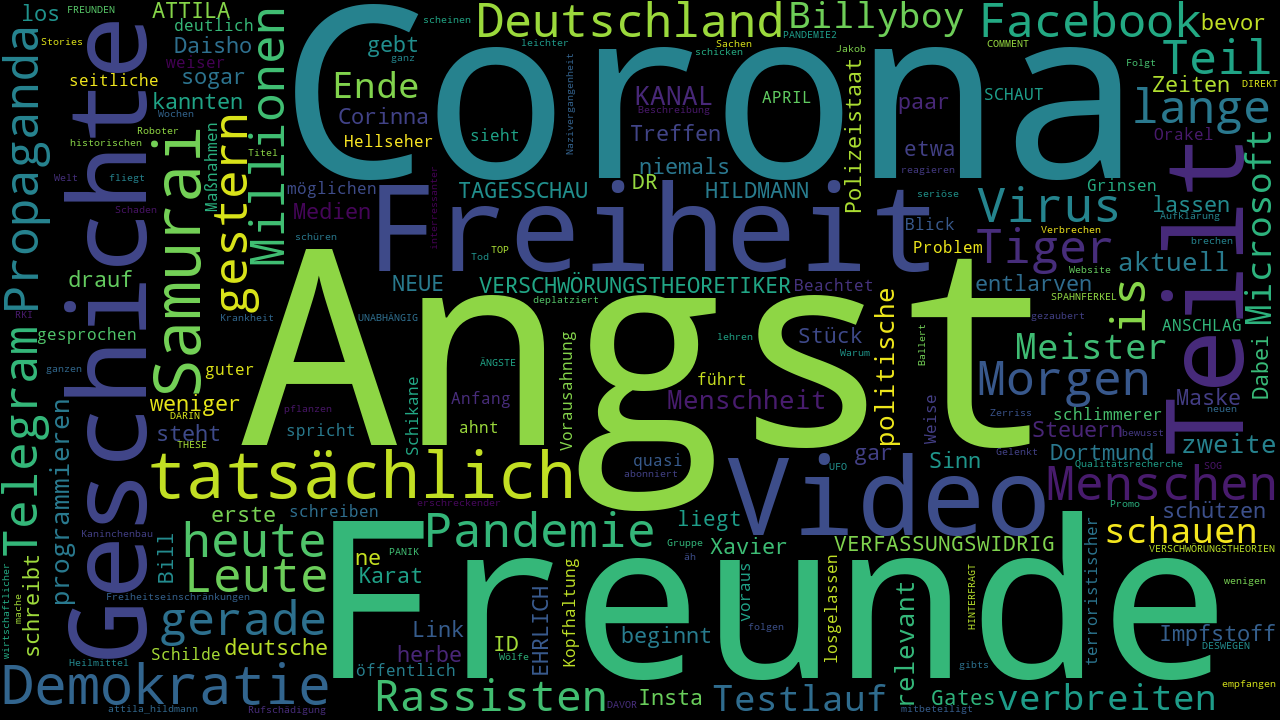 los
FREUNDEN
ATTILA
scheinen
Deutschland
Billyboy
Facebook
bevor
Stories
deutlich
Daisho
weiser
gebt
ganz
leichter
Sachen
PANDEMIE2
schicken
Jakob
COMMENT
Folgt
Teil
seitliche
sogar
Millionen
Corona
Ende
KANAL
Beschreibung
APRIL
Polizeistaat
paar
SCHAUT
Zeiten
DIREKT
Propaganda
Geschichte
kannten
Wochen
Corinna
Hellseher
sieht
Nazivergangenheit
Treffen
etwa
lange
Orakel
Roboter
historischen
Samurai
Maßnahmen
gestern
Titel
niemals
reagieren
Welt
fliegt
möglichen
interressanter
TAGESSCHAU
DR
HILDMANN
seriöse
Grinsen
Teilt
Microsoft
Schaden
Medien
Freiheit
Blick
Virus
lassen
Aufklärung
schüren
Tod
TOP
Problem
Tiger
Verbrechen
brechen
drauf
NEUE
VERSCHWÖRUNGSTHEORETIKER
Beachtet
entlarven
Website
aktuell
RKI
Krankheit
UNABHÄNGIG
deplatziert
politische
gezaubert
SPAHNFERKEL
is
ANSCHLAG
gesprochen
Angst
lehren
Stück
Warum
Ballert
Meister
Dabei
ganzen
guter
ÄNGSTE
Vorausahnung
führt
Morgen
Telegram
weniger
DARIN
pflanzen
Schikane
Anfang
Menschheit
Weise
Zerriss
schlimmerer
Maske
neuen
programmieren
steht
THESE
spricht
ahnt
Steuern
bewusst
zweite
tatsächlich
quasi
abonniert
Video
UFO
gar
Sinn
Gelenkt
Dortmund
Qualitätsrecherche
SOG
Menschen
erste
schreiben
erschreckender
Promo
schützen
Kaninchenbau
heute
Freunde
Pandemie
liegt
schauen
schreibt
Bill
ne
PANIK
Gruppe
Xavier
VERFASSUNGSWIDRIG
VERSCHWÖRUNGSTHEORIEN
wirtschaftlicher
mache
Leute
Karat
Kopfhaltung
äh
voraus
HINTERFRAGT
terroristischer
wenigen
Freiheitseinschränkungen
gerade
Link
EHRLICH
beginnt
folgen
losgelassen
relevant
Impfstoff
DESWEGEN
Heilmittel
Schilde
deutsche
herbe
ID
Wölfe
gibts
Demokratie
öffentlich
empfangen
attila_hildmann
Rufschädigung
Rassisten
DAVOR
Insta
Testlauf
mitbeteiligt
Gates
verbreiten